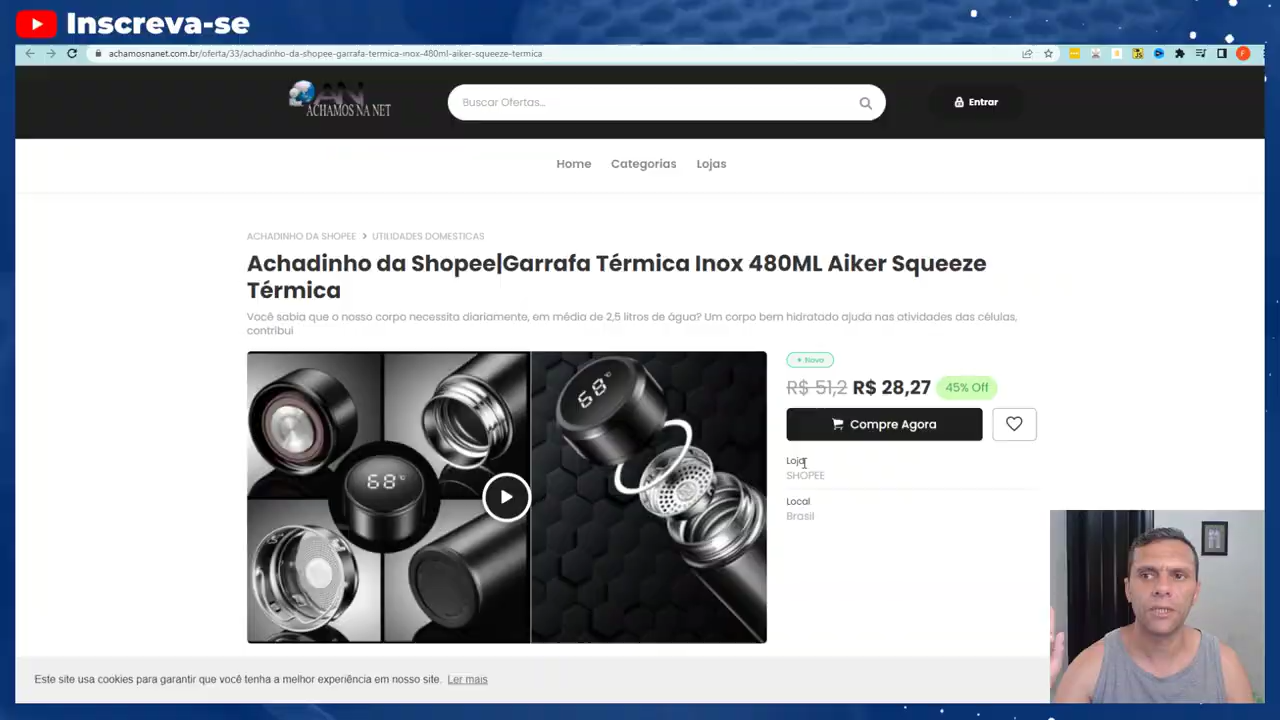 Inscreva-se
achamosnanet.com.br/oferta/33/achadinho-da-shopee-garrafa-termica-inox-480ml-aiker-squeeze-termica
ACHAMOS NA NET
Buscar Ofertas...
Entrar
Home Categorias Lojas
ACHADINHO DA SHOPEE > UTILIDADES DOMESTICAS
Achadinho da Shopee|Garrafa Térmica Inox 480ML Aiker Squeeze
Térmica
Você sabia que o nosso corpo necessita diariamente, em média de 2,5 litros de água? Um corpo bem hidratado ajuda nas atividades das células,
contribui
+ Novo
R$ 51,2 R$ 28,27 45% Off
Compre Agora
Loja
SHOPEE
Local
Brasil
68 °C
68 °C
Este site usa cookies para garantir que você tenha a melhor experiência em nosso site. Ler mais